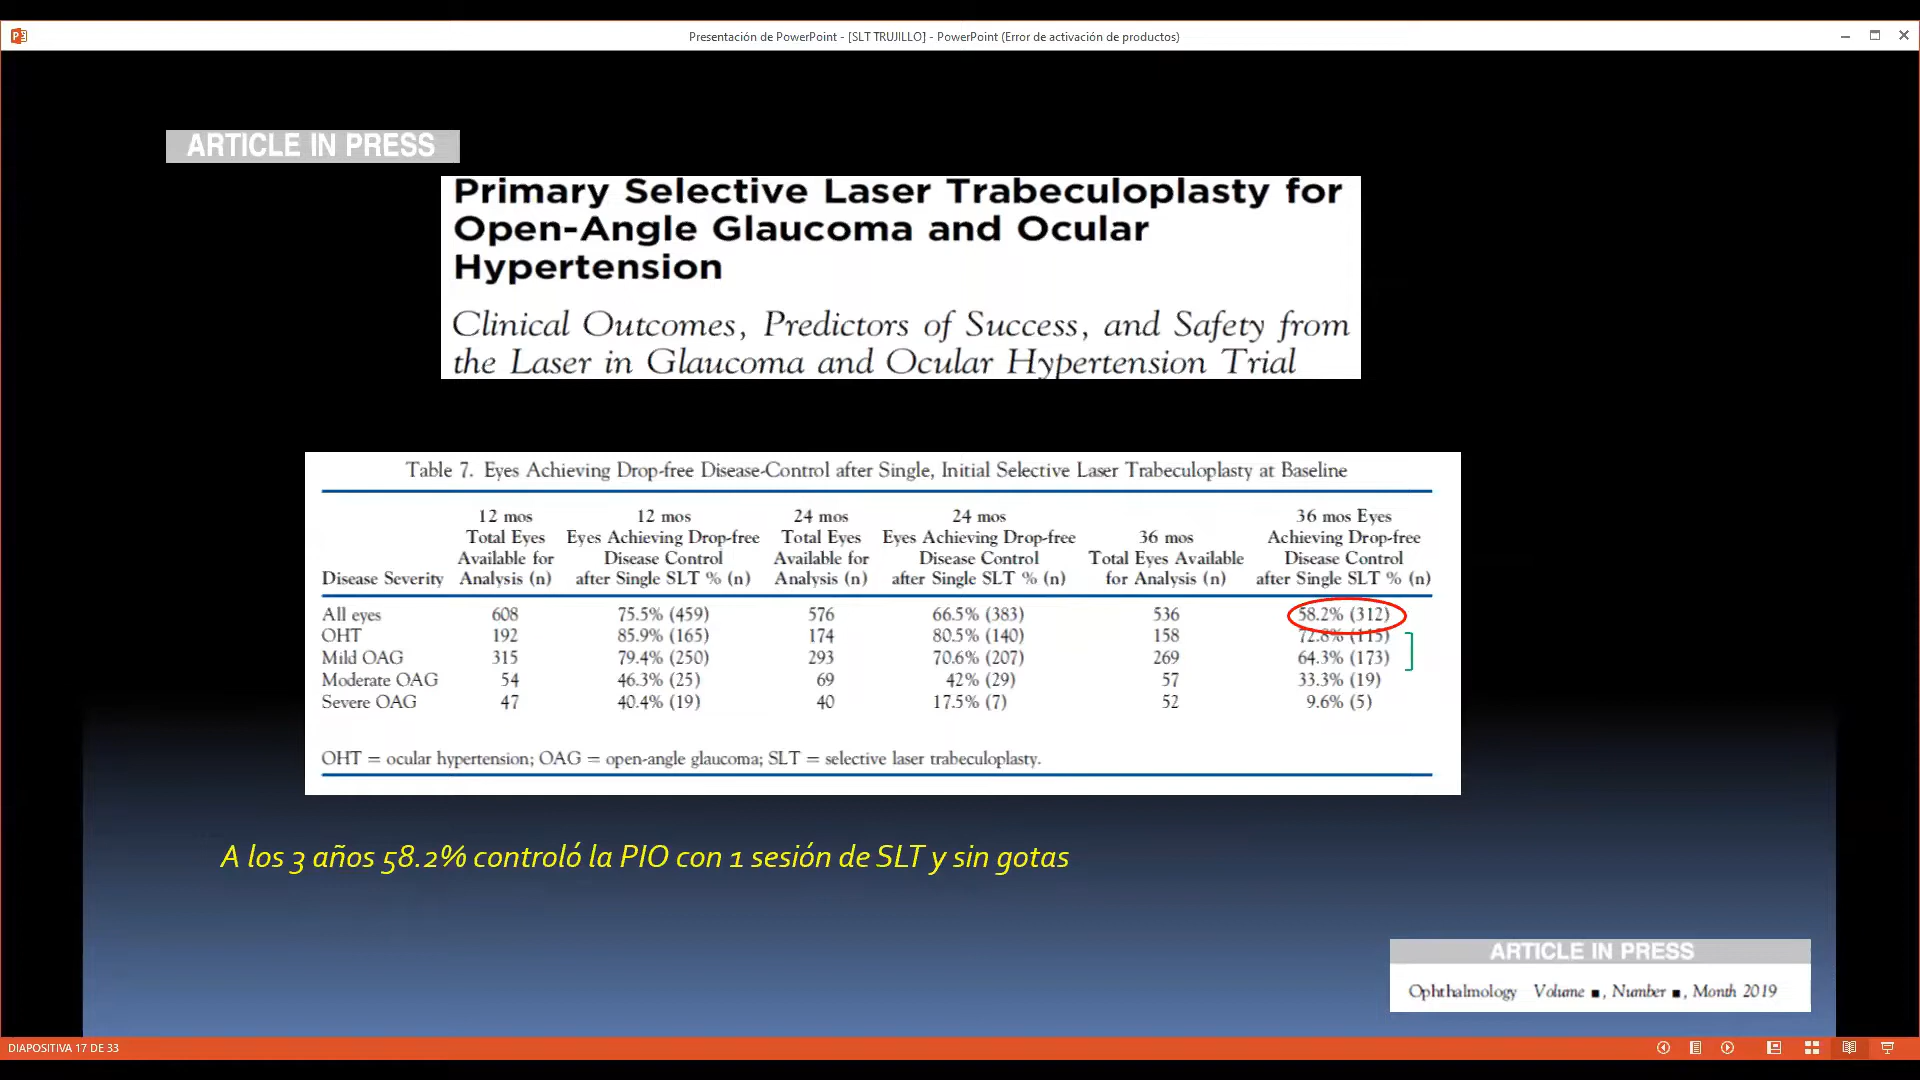 Presentación de PowerPoint - [SLT TRUJILLO] - PowerPoint (Error de activación de productos)
ARTICLE IN PRESS
Primary Selective Laser Trabeculoplasty for
Open-Angle Glaucoma and Ocular
Hypertension
Clinical Outcomes, Predictors of Success, and Safety from
the Laser in Glaucoma and Ocular Hypertension Trial
Table 7. Eyes Achieving Drop-free Disease-Control after Single, Initial Selective Laser Trabeculoplasty at Baseline
12 mos 12 mos 24 mos 24 mos 36 mos Eyes
Total Eyes Eyes Achieving Drop-free Total Eyes Eyes Achieving Drop-free 36 mos Achieving Drop-free
Available for Disease Control Available for Disease Control Total Eyes Available Disease Control
Disease Severity Analysis (n) after Single SLT % (n) Analysis (n) after Single SLT % (n) for Analysis (n) after Single SLT % (n)
All eyes 608 75.5% (459) 576 66.5% (383) 536 58.2% (312)
OHT 192 85.9% (165) 174 80.5% (140) 158 72.8% (115)
Mild OAG 315 79.4% (250) 293 70.6% (207) 269 64.3% (173)
Moderate OAG 54 46.3% (25) 69 42% (29) 57 33.3% (19)
Severe OAG 47 40.4% (19) 40 17.5% (7) 52 9.6% (5)
OHT = ocular hypertension; OAG = open-angle glaucoma; SLT = selective laser trabeculoplasty.
A los 3 años 58.2% controló la PIO con 1 sesión de SLT y sin gotas
ARTICLE IN PRESS
Ophthalmology Volume ■, Number ■, Month 2019
DIAPOSITIVA 17 DE 33